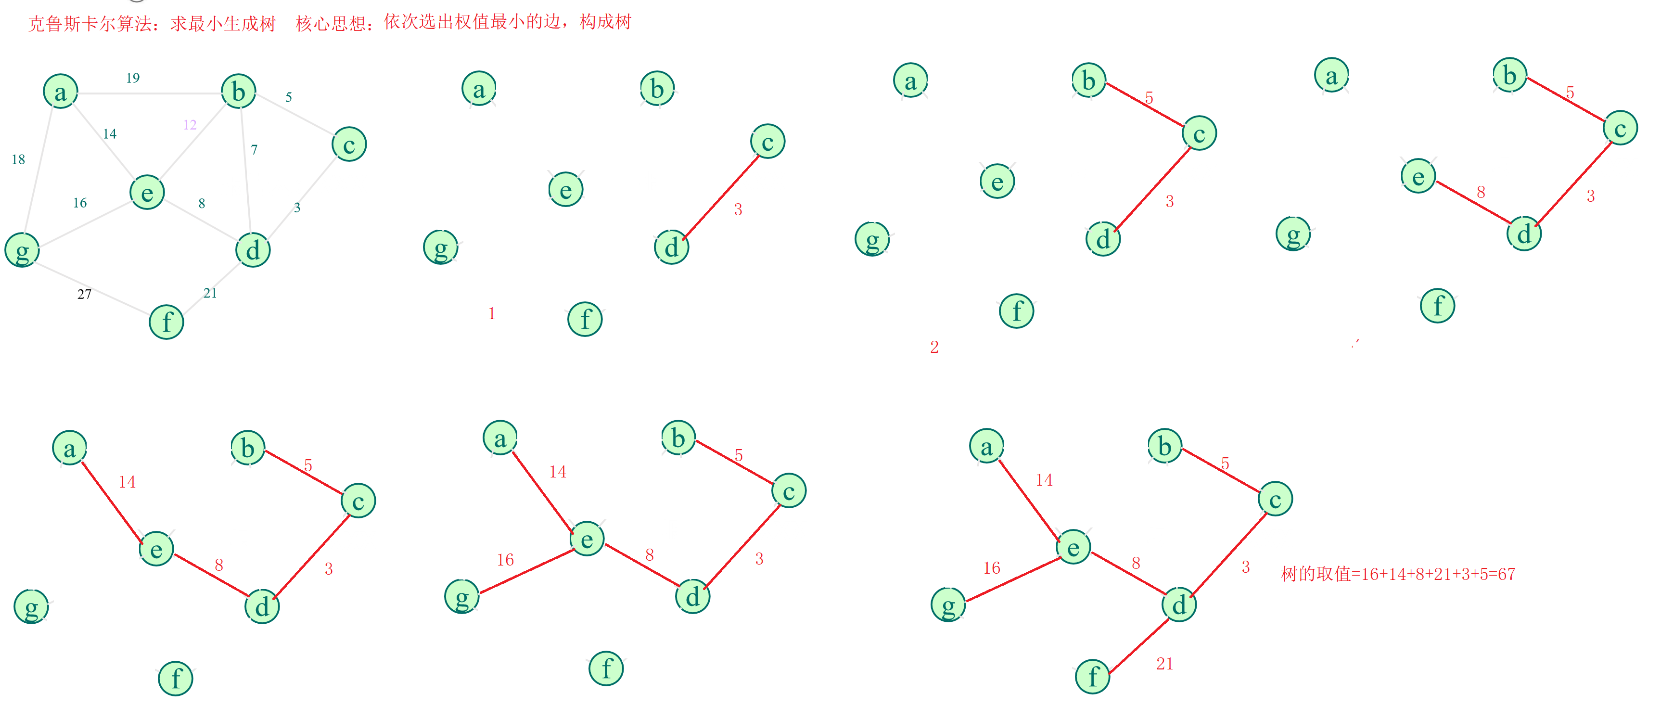 克鲁斯卡尔算法：求最小生成树 核心思想：依次选出权值最小的边，构成树
a 19 b 5 c 14 12 7 18 e 16 8 3 g d 27 21 f
a b c e 3 g d 1 f
a b 5 c e 3 g d f 2
a b 5 c e 8 3 g d f
a b 14 5 c e 8 3 g d f
a b 14 5 c e 16 8 3 g d f
a b 14 5 c e 16 8 3 g d 21 f
树的取值=16+14+8+21+3+5=67